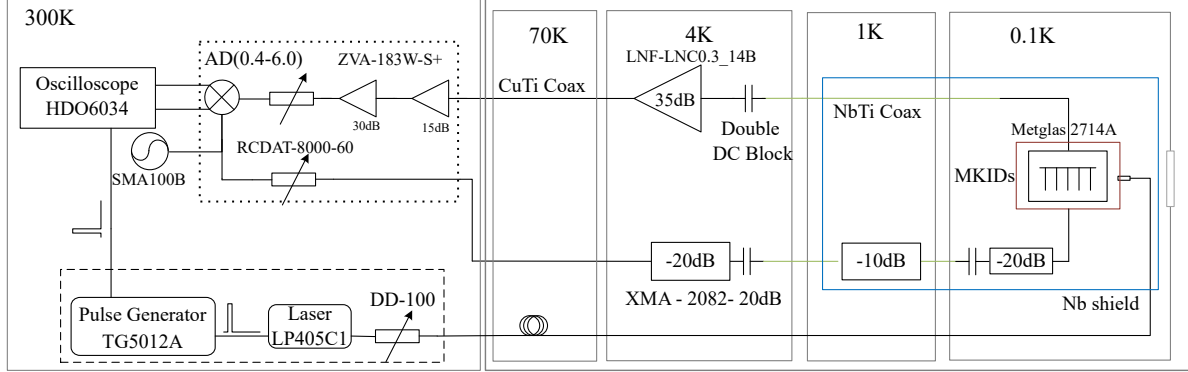 300K
70K
4K
1K
0.1K
AD(0.4-6.0)
ZVA-183W-S+
LNF-LNC0.3_14B
Oscilloscope
HDO6034
30dB
15dB
CuTi Coax
35dB
NbTi Coax
Double
DC Block
Metglas 2714A
MKIDs
RCDAT-8000-60
SMA100B
-20dB
-10dB
-20dB
XMA - 2082- 20dB
Nb shield
Pulse Generator
TG5012A
Laser
LP405C1
DD-100